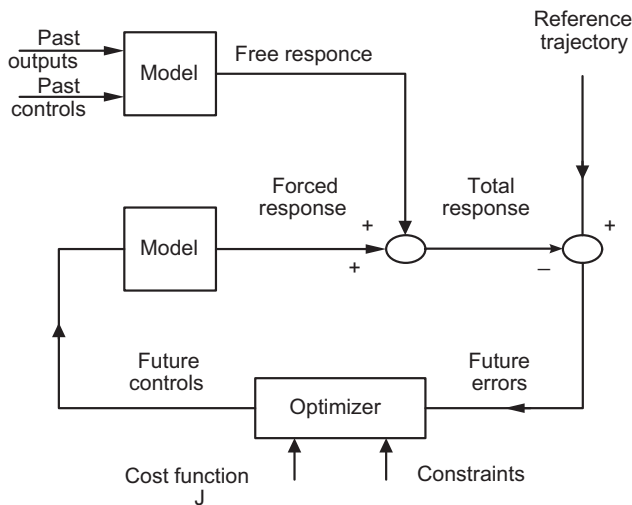 Past
outputs
Past
controls
Model
Free responce
Reference
trajectory
Forced
response
Total
response
+
+
+
–
Model
Future
controls
Optimizer
Future
errors
Cost function
J
Constraints